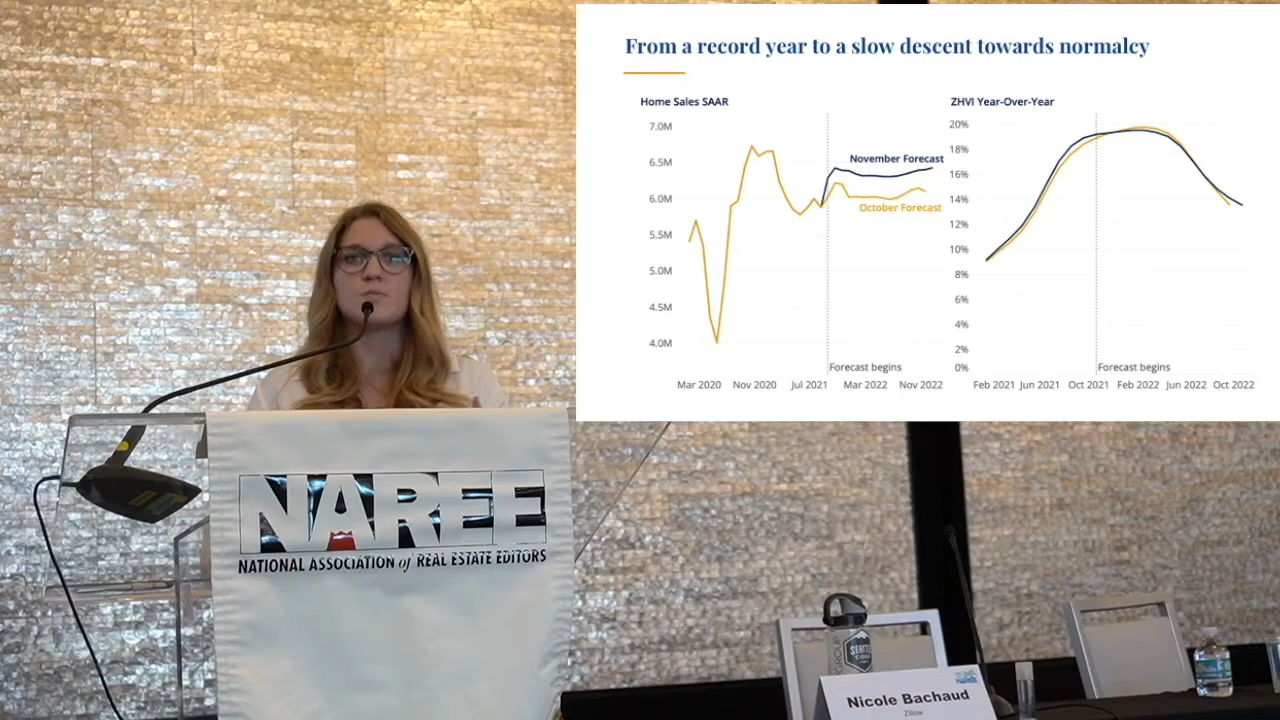 From a record year to a slow descent towards normalcy
Home Sales SAAR
7.0M
6.5M
6.0M
5.5M
5.0M
4.5M
4.0M
November Forecast
October Forecast
Forecast begins
Mar 2020 Nov 2020 Jul 2021 Mar 2022 Nov 2022
ZHVI Year-Over-Year
20%
18%
16%
14%
12%
10%
8%
6%
4%
2%
0%
Forecast begins
Feb 2021 Jun 2021 Oct 2021 Feb 2022 Jun 2022 Oct 2022
NAREE
NATIONAL ASSOCIATION of REAL ESTATE EDITORS
GROUP
Nicole Bachaud
Zillow